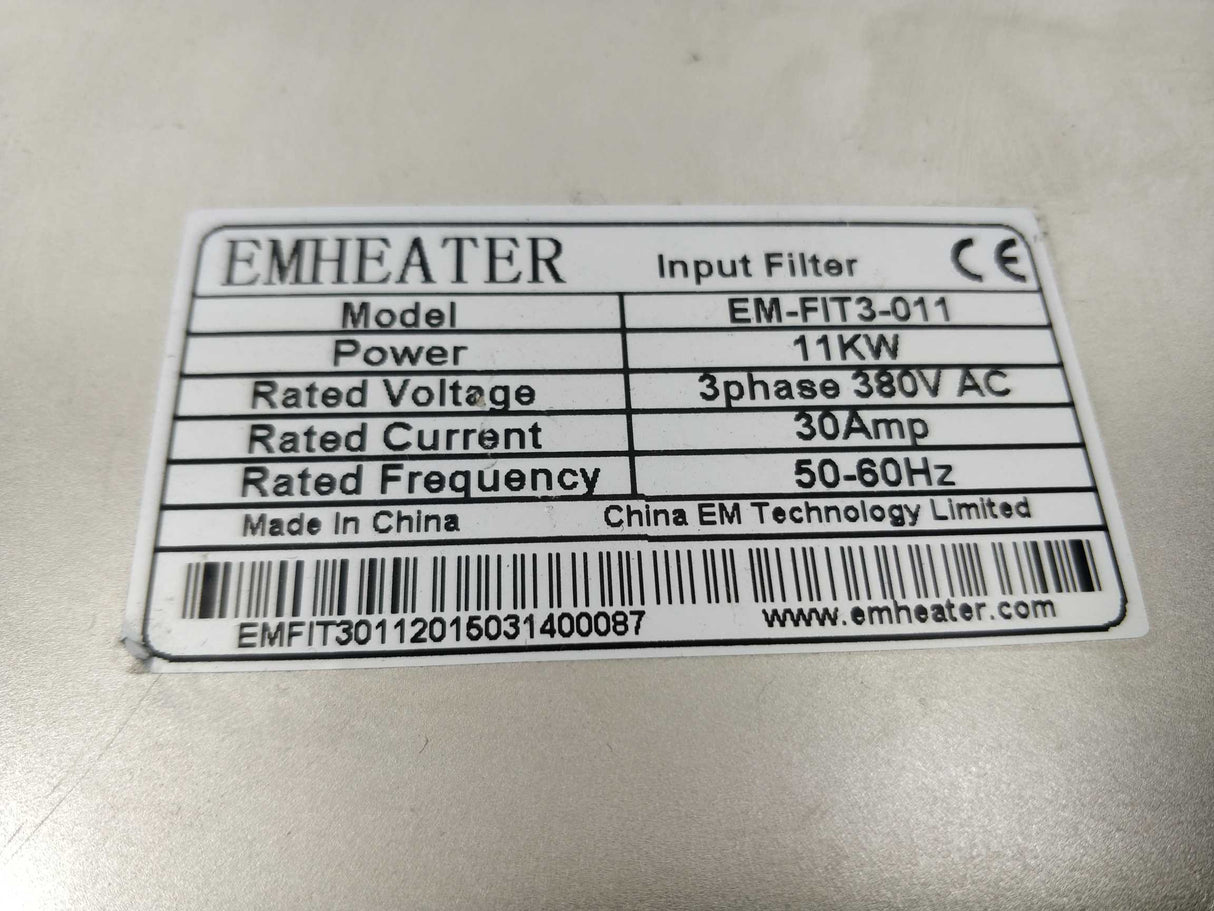 EMHEATER Input Filter CE
Model EM-FIT3-011
Power 11KW
Rated Voltage 3phase 380V AC
Rated Current 30Amp
Rated Frequency 50-60Hz
Made In China China EM Technology Limited
EMFIT30112015031400087 www.emheater.com